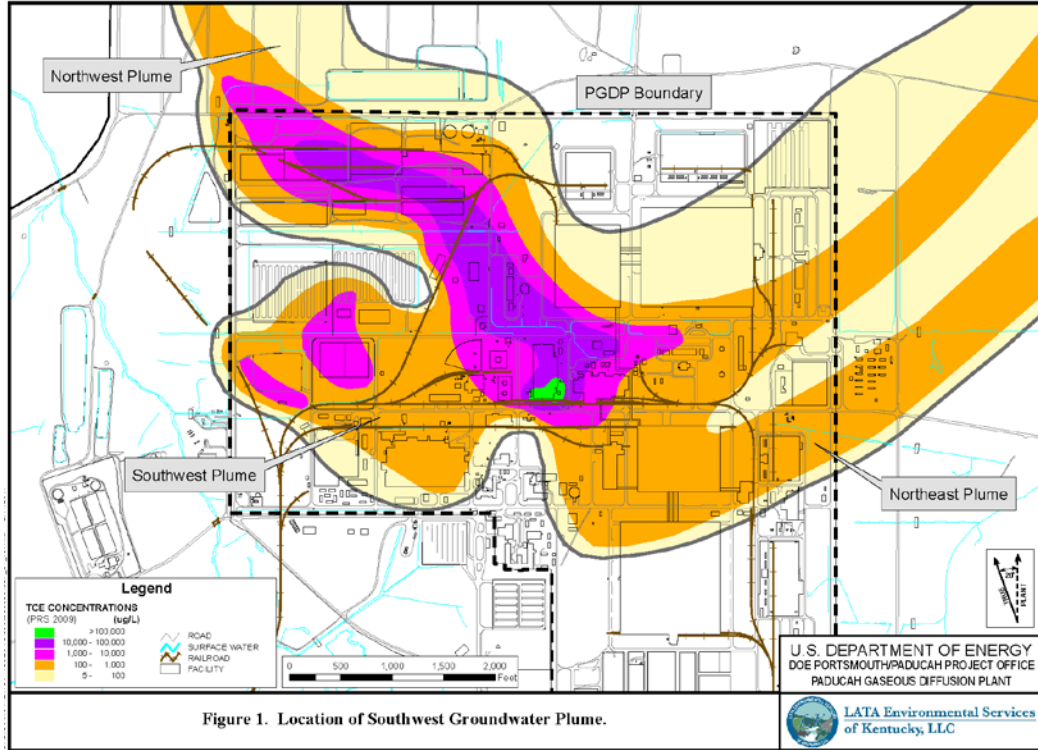 Northwest Plume
PGDP Boundary
Southwest Plume
Northeast Plume
Legend
TCE CONCENTRATIONS
(PRS 2009) (ug/L)
>100,000
10,000 - 100,000
1,000 - 10,000
100 - 1,000
5 - 100
ROAD
SURFACE WATER
RAILROAD
FACILITY
0 500 1,000 2,000
Feet
TRUE
PLANT
U.S. DEPARTMENT OF ENERGY
DOE PORTSMOUTH/PADUCAH PROJECT OFFICE
PADUCAH GASEOUS DIFFUSION PLANT
Figure 1. Location of Southwest Groundwater Plume.
LATA Environmental Services
of Kentucky, LLC